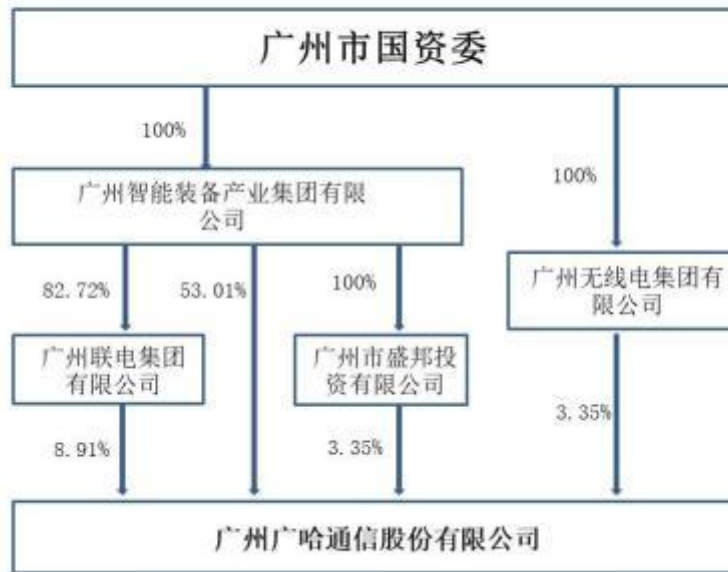 广州市国资委
100%
100%
广州智能装备产业集团有限
公司
82.72%
53.01%
100%
广州无线电集团有
限公司
广州联电集团
有限公司
广州市盛邦投
资有限公司
8.91%
3.35%
3.35%
广州广哈通信股份有限公司